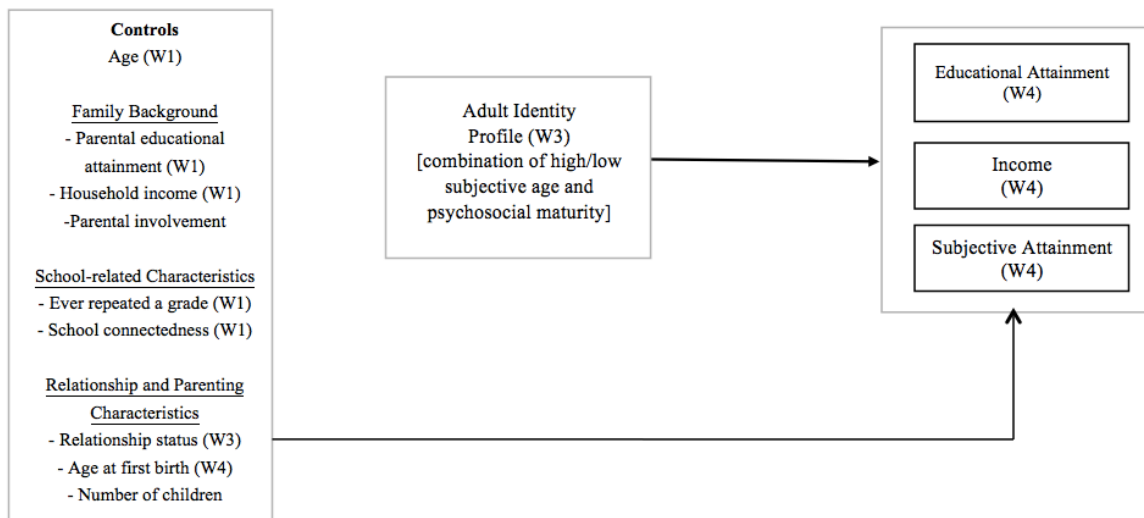 Controls
Age (W1)
Family Background
- Parental educational
attainment (W1)
- Household income (W1)
-Parental involvement
School-related Characteristics
- Ever repeated a grade (W1)
- School connectedness (W1)
Relationship and Parenting
Characteristics
- Relationship status (W3)
- Age at first birth (W4)
- Number of children
Adult Identity
Profile (W3)
[combination of high/low
subjective age and
psychosocial maturity]
Educational Attainment
(W4)
Income
(W4)
Subjective Attainment
(W4)